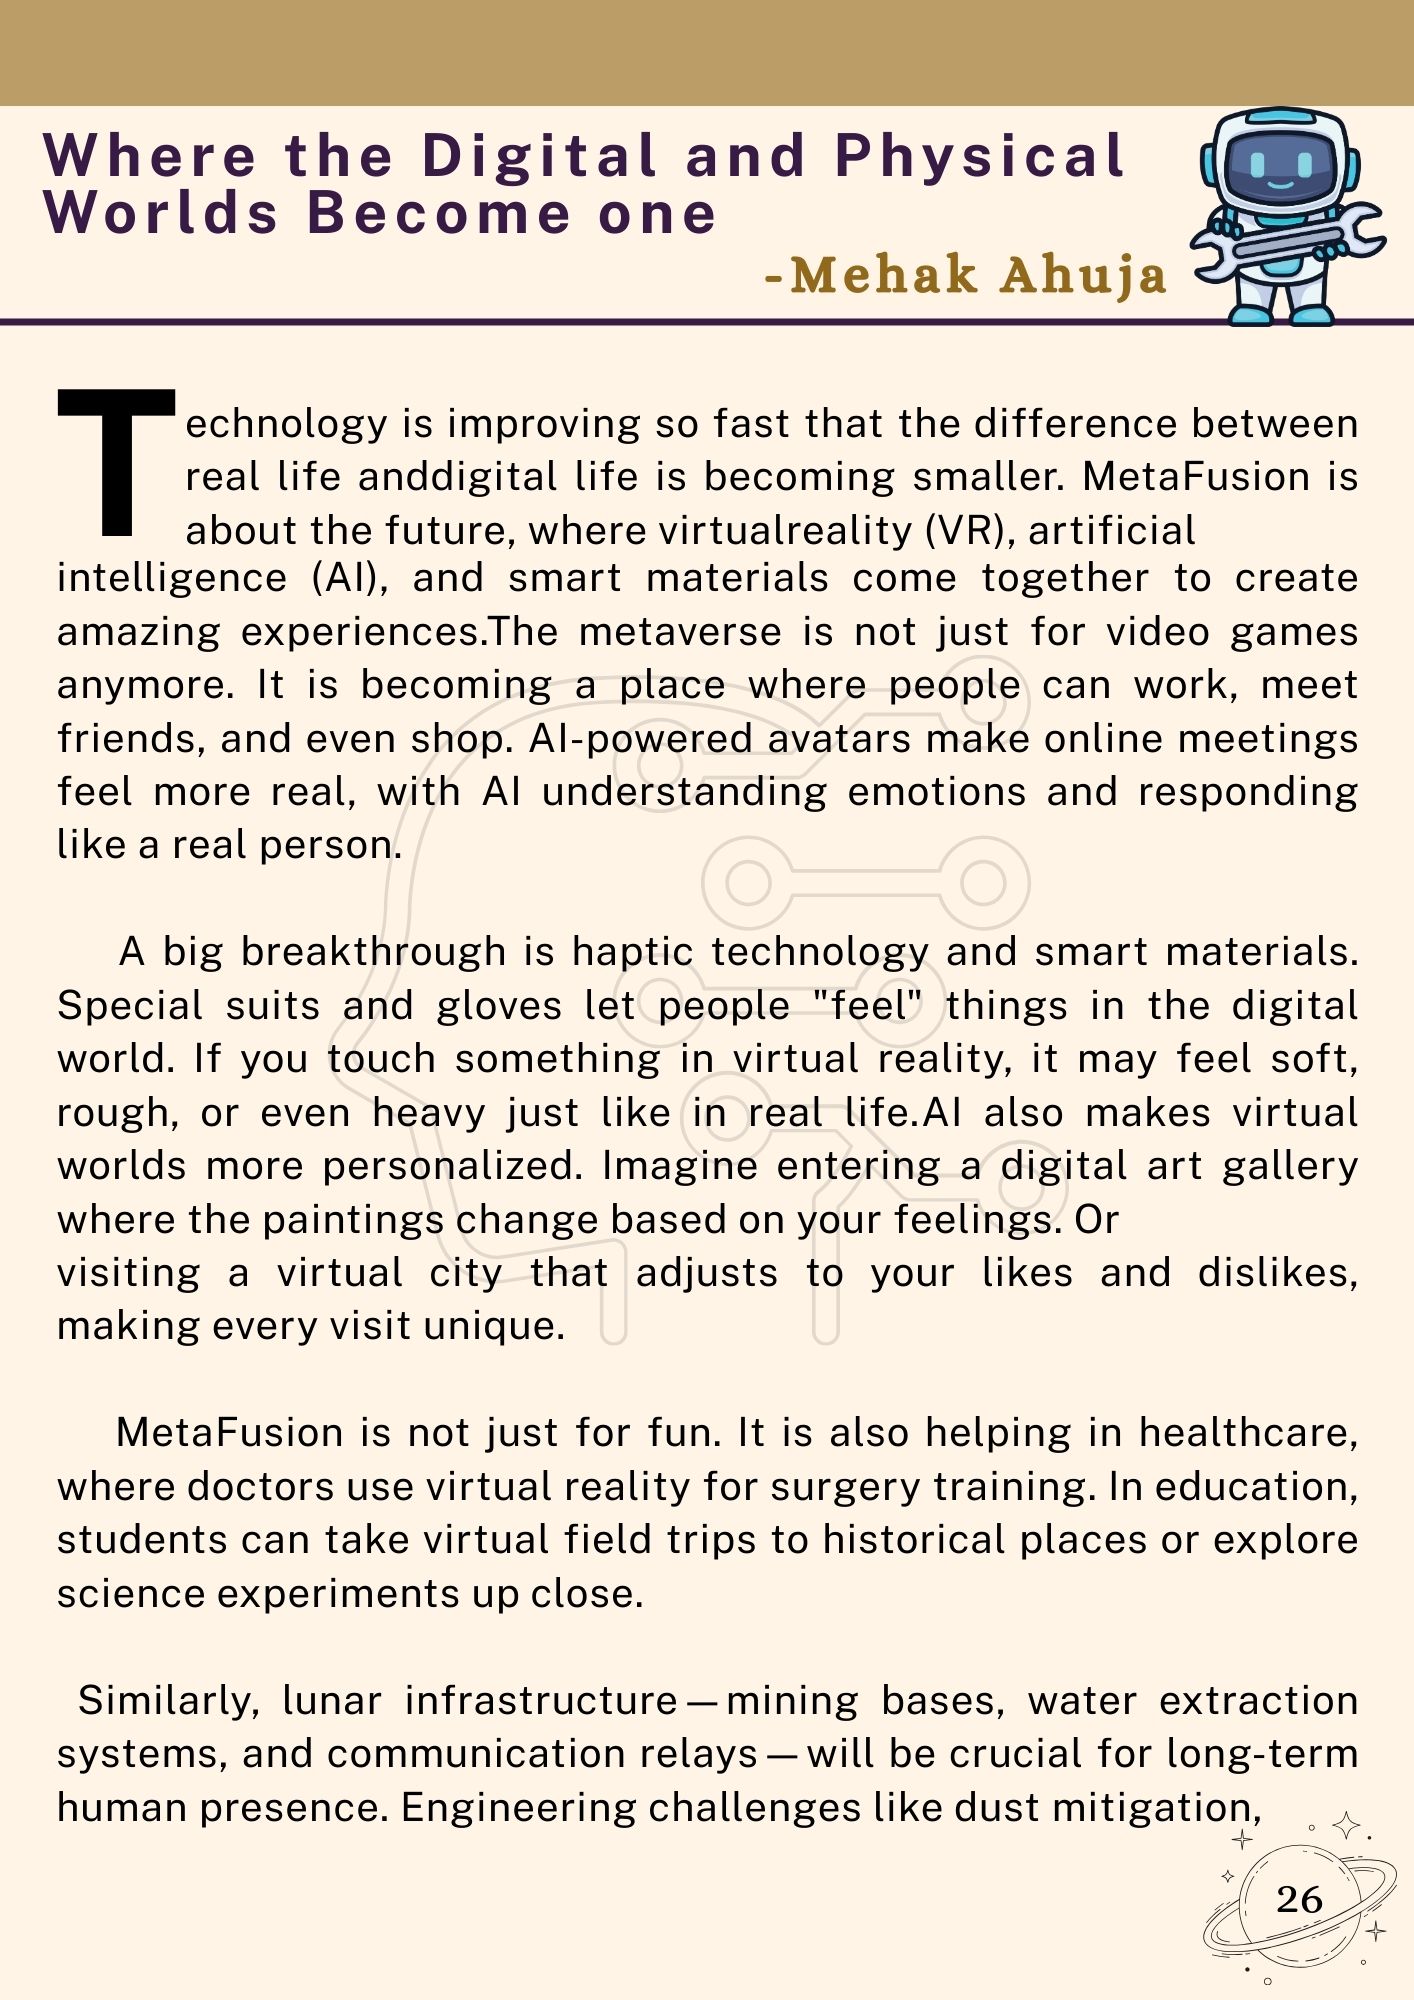 Where the Digital and Physical
Worlds Become one
-Mehak Ahuja
Technology is improving so fast that the difference between
real life anddigital life is becoming smaller. MetaFusion is
about the future, where virtualreality (VR), artificial
intelligence (AI), and smart materials come together to create
amazing experiences.The metaverse is not just for video games
anymore. It is becoming a place where people can work, meet
friends, and even shop. AI-powered avatars make online meetings
feel more real, with AI understanding emotions and responding
like a real person.
A big breakthrough is haptic technology and smart materials.
Special suits and gloves let people "feel" things in the digital
world. If you touch something in virtual reality, it may feel soft,
rough, or even heavy just like in real life.AI also makes virtual
worlds more personalized. Imagine entering a digital art gallery
where the paintings change based on your feelings. Or
visiting a virtual city that adjusts to your likes and dislikes,
making every visit unique.
MetaFusion is not just for fun. It is also helping in healthcare,
where doctors use virtual reality for surgery training. In education,
students can take virtual field trips to historical places or explore
science experiments up close.
Similarly, lunar infrastructure—mining bases, water extraction
systems, and communication relays—will be crucial for long-term
human presence. Engineering challenges like dust mitigation,
26